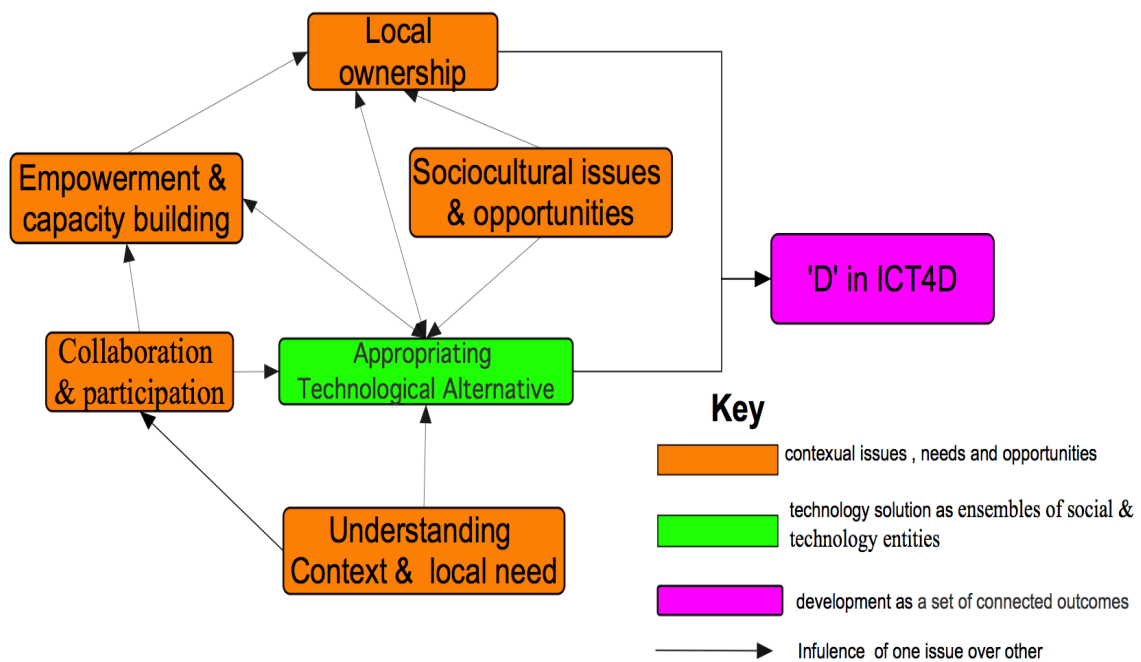 Local
ownership
Empowerment &
capacity building
Sociocultural issues
& opportunities
'D' in ICT4D
Collaboration
& participation
Appropriating
Technological Alternative
Understanding
Context & local need
Key
contexual issues , needs and opportunities
technology solution as ensembles of social &
technology entities
development as a set of connected outcomes
Infulence of one issue over other